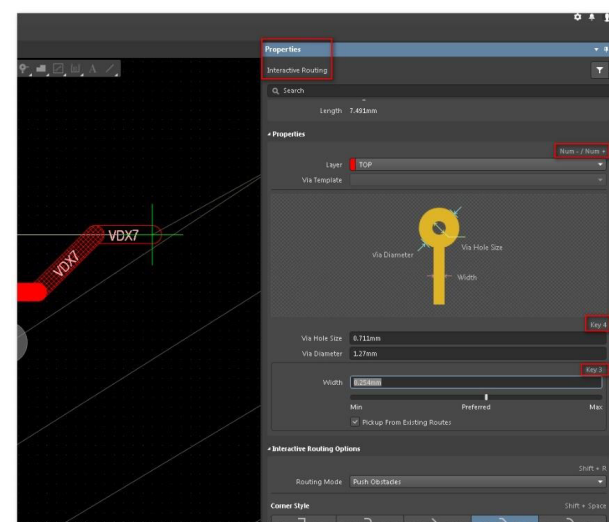 Properties
Interactive Routing
Search
Length 7.491mm
Properties
Num - / Num +
Layer TOP
Via Template
Via Diameter
Via Hole Size
Width
Key 4
Via Hole Size 0.711mm
Via Diameter 1.27mm
Key 3
Width 0.254mm
Min Preferred Max
Pickup From Existing Routes
Interactive Routing Options
Shift + R
Routing Mode Push Obstacles
Corner Style Shift + Space
VDX7
VDX7